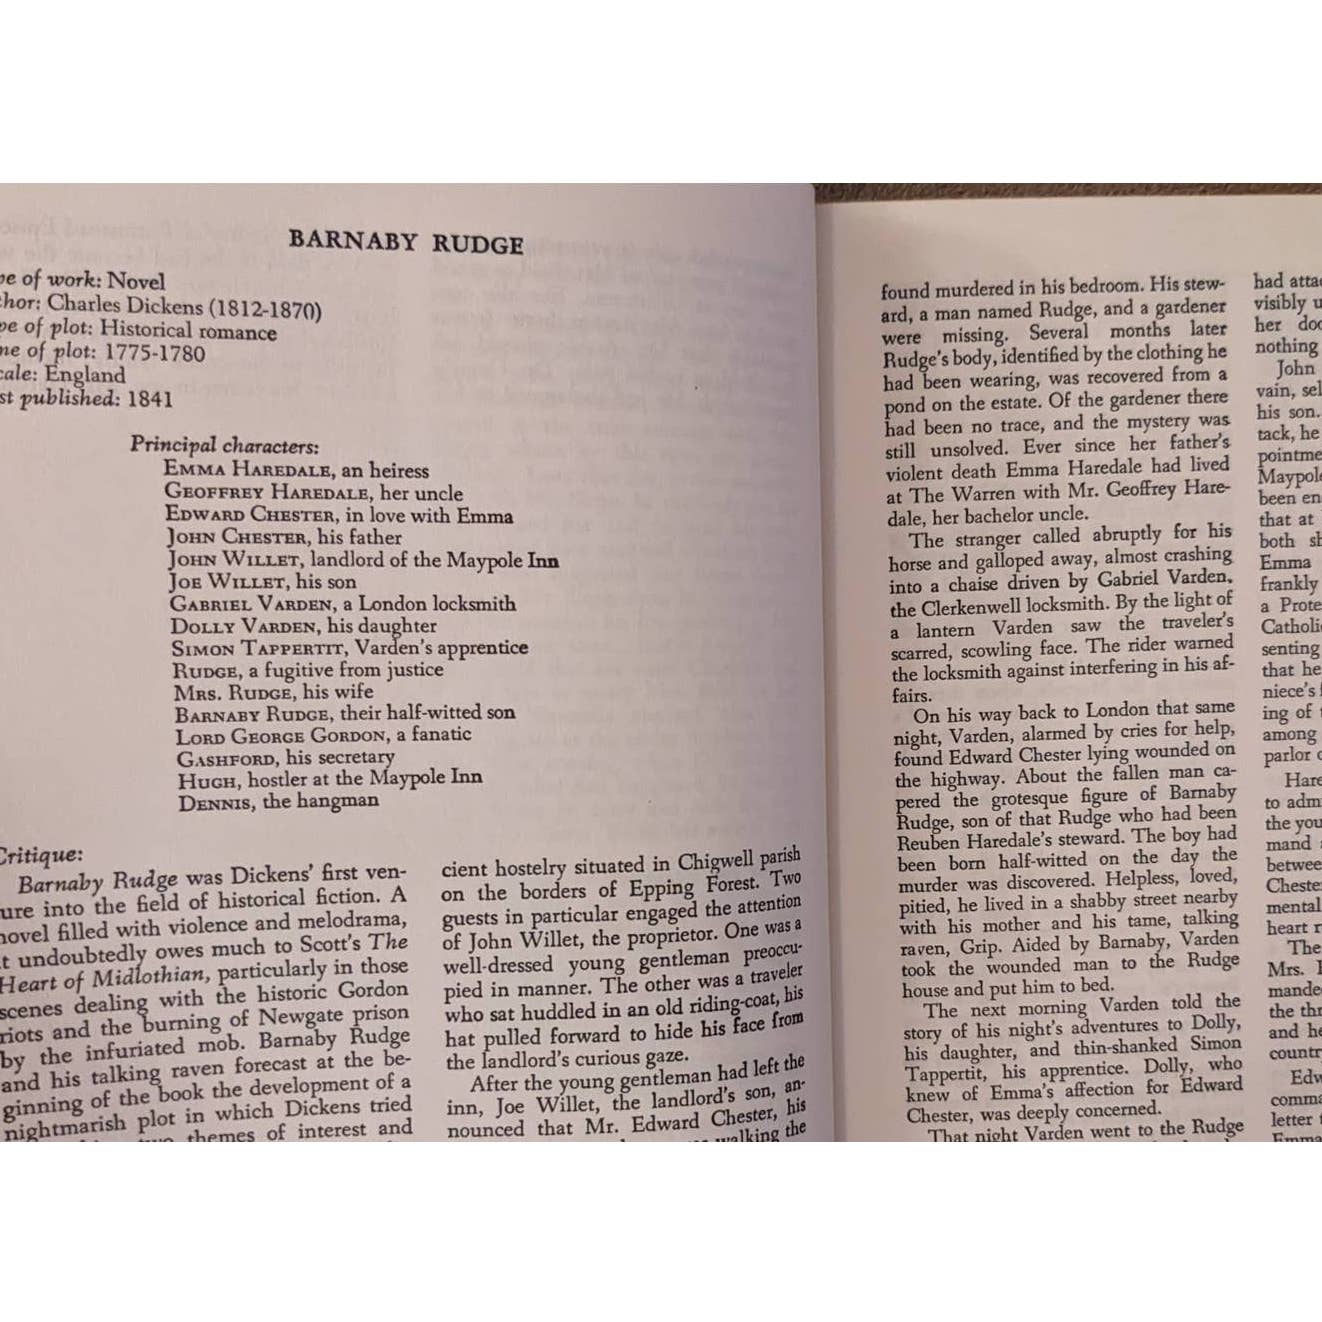 BARNABY RUDGE
pe of work: Novel
hor: Charles Dickens (1812-1870)
pe of plot: Historical romance
ne of plot: 1775-1780
cale: England
st published: 1841
Principal characters:
EMMA HAREDALE, an heiress
GEOFFREY HAREDALE, her uncle
EDWARD CHESTER, in love with Emma
JOHN CHESTER, his father
JOHN WILLET, landlord of the Maypole Inn
JOE WILLET, his son
GABRIEL VARDEN, a London locksmith
DOLLY VARDEN, his daughter
SIMON TAPPERTIT, Varden's apprentice
RUDGE, a fugitive from justice
MRS. RUDGE, his wife
BARNABY RUDGE, their half-witted son
LORD GEORGE GORDON, a fanatic
GASHFORD, his secretary
HUGH, hostler at the Maypole Inn
DENNIS, the hangman
Critique:
Barnaby Rudge was Dickens' first ven-
ure into the field of historical fiction. A
novel filled with violence and melodrama,
t undoubtedly owes much to Scott's The
Heart of Midlothian, particularly in those
scenes dealing with the historic Gordon
riots and the burning of Newgate prison
by the infuriated mob. Barnaby Rudge
and his talking raven forecast at the be-
ginning of the book the development of a
nightmarish plot in which Dickens tried
themes of interest and
cient hostelry situated in Chigwell parish
on the borders of Epping Forest. Two
guests in particular engaged the attention
of John Willet, the proprietor. One was a
well-dressed young gentleman preoccu-
pied in manner. The other was a traveler
who sat huddled in an old riding-coat, his
hat pulled forward to hide his face from
the landlord's curious gaze.
After the young gentleman had left the
inn, Joe Willet, the landlord's son, an-
nounced that Mr. Edward Chester, his
walking the
found murdered in his bedroom. His stew-
ard, a man named Rudge, and a gardener
were missing. Several months later
Rudge's body, identified by the clothing he
had been wearing, was recovered from a
pond on the estate. Of the gardener there
had been no trace, and the mystery was
still unsolved. Ever since her father's
violent death Emma Haredale had lived
at The Warren with Mr. Geoffrey Hare-
dale, her bachelor uncle.
The stranger called abruptly for his
horse and galloped away, almost crashing
into a chaise driven by Gabriel Varden,
the Clerkenwell locksmith. By the light of
a lantern Varden saw the traveler's
scarred, scowling face. The rider warned
the locksmith against interfering in his af-
fairs.
On his way back to London that same
night, Varden, alarmed by cries for help,
found Edward Chester lying wounded on
the highway. About the fallen man ca-
pered the grotesque figure of Barnaby
Rudge, son of that Rudge who had been
Reuben Haredale's steward. The boy had
been born half-witted on the day the
murder was discovered. Helpless, loved,
pitied, he lived in a shabby street nearby
with his mother and his tame, talking
raven, Grip. Aided by Barnaby, Varden
took the wounded man to the Rudge
house and put him to bed.
The next morning Varden told the
story of his night's adventures to Dolly,
his daughter, and thin-shanked Simon
Tappertit, his apprentice. Dolly, who
knew of Emma's affection for Edward
Chester, was deeply concerned.
That night Varden went to the Rudge
had atta
visibly u
her do
nothing
John
vain, sel
his son.
tack, he
pointme
Maypol
been en
that at
both sh
Emma
frankly
a Prote
Catholi
senting
that he
niece's
ing of
among
parlor
Hare
to adm
the you
mand
betwee
Cheste
mental
heart r
The
Mrs.
mande
the thr
and he
countr
Edw
comma
letter
Emma